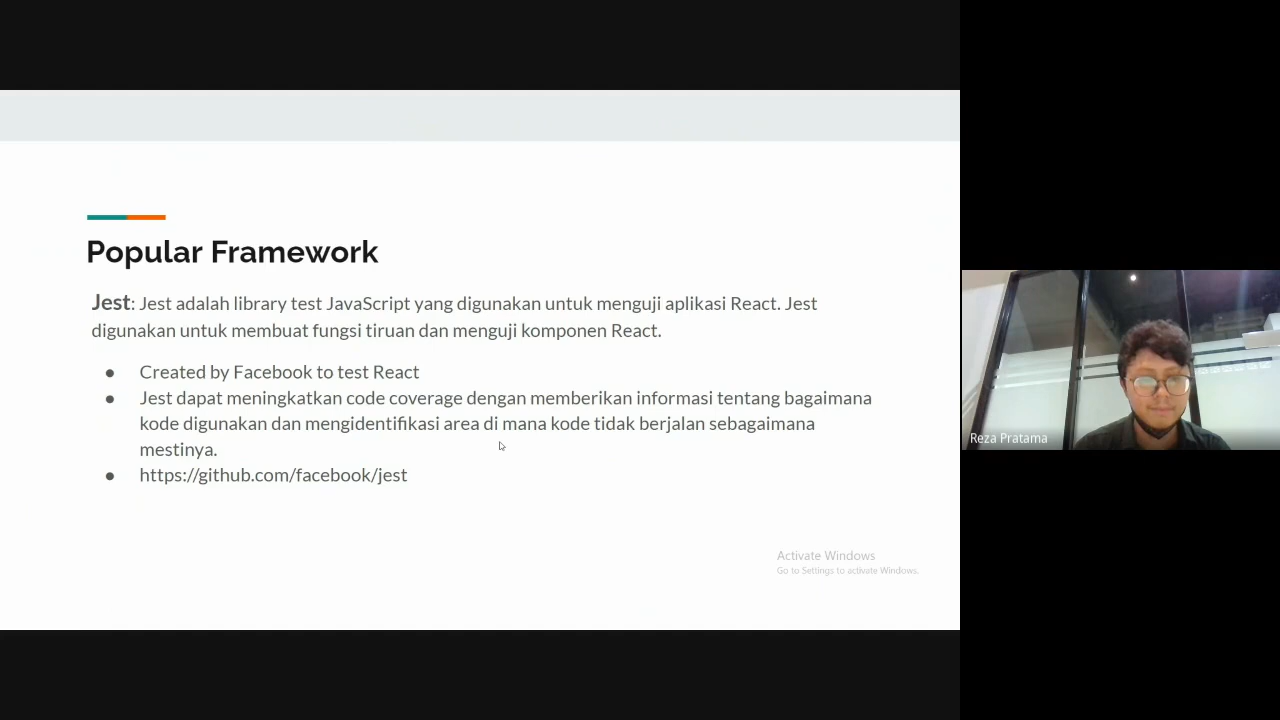 Popular Framework
Jest: Jest adalah library test JavaScript yang digunakan untuk menguji aplikasi React. Jest
digunakan untuk membuat fungsi tiruan dan menguji komponen React.
● Created by Facebook to test React
● Jest dapat meningkatkan code coverage dengan memberikan informasi tentang bagaimana
kode digunakan dan mengidentifikasi area di mana kode tidak berjalan sebagaimana
mestinya.
● https://github.com/facebook/jest
Activate Windows
Go to Settings to activate Windows.
Reza Pratama